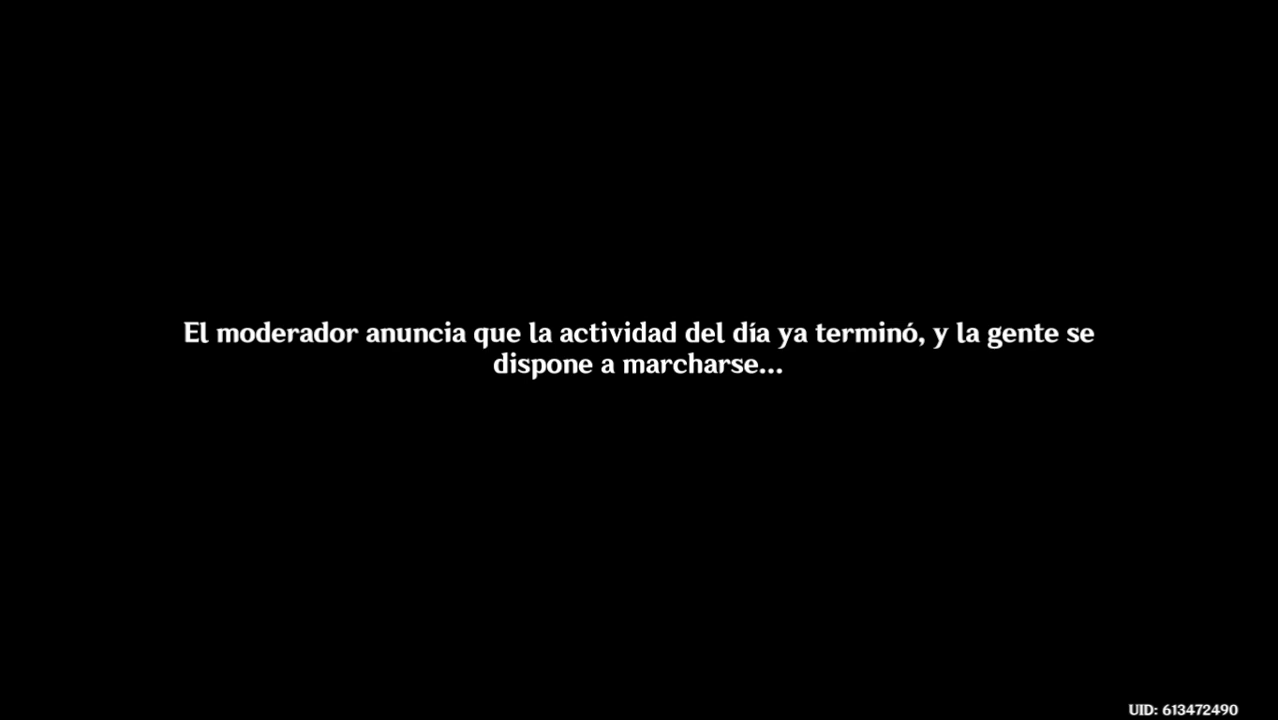 El moderador anuncia que la actividad del día ya terminó, y la gente se
dispone a marcharse...
UID: 613472490